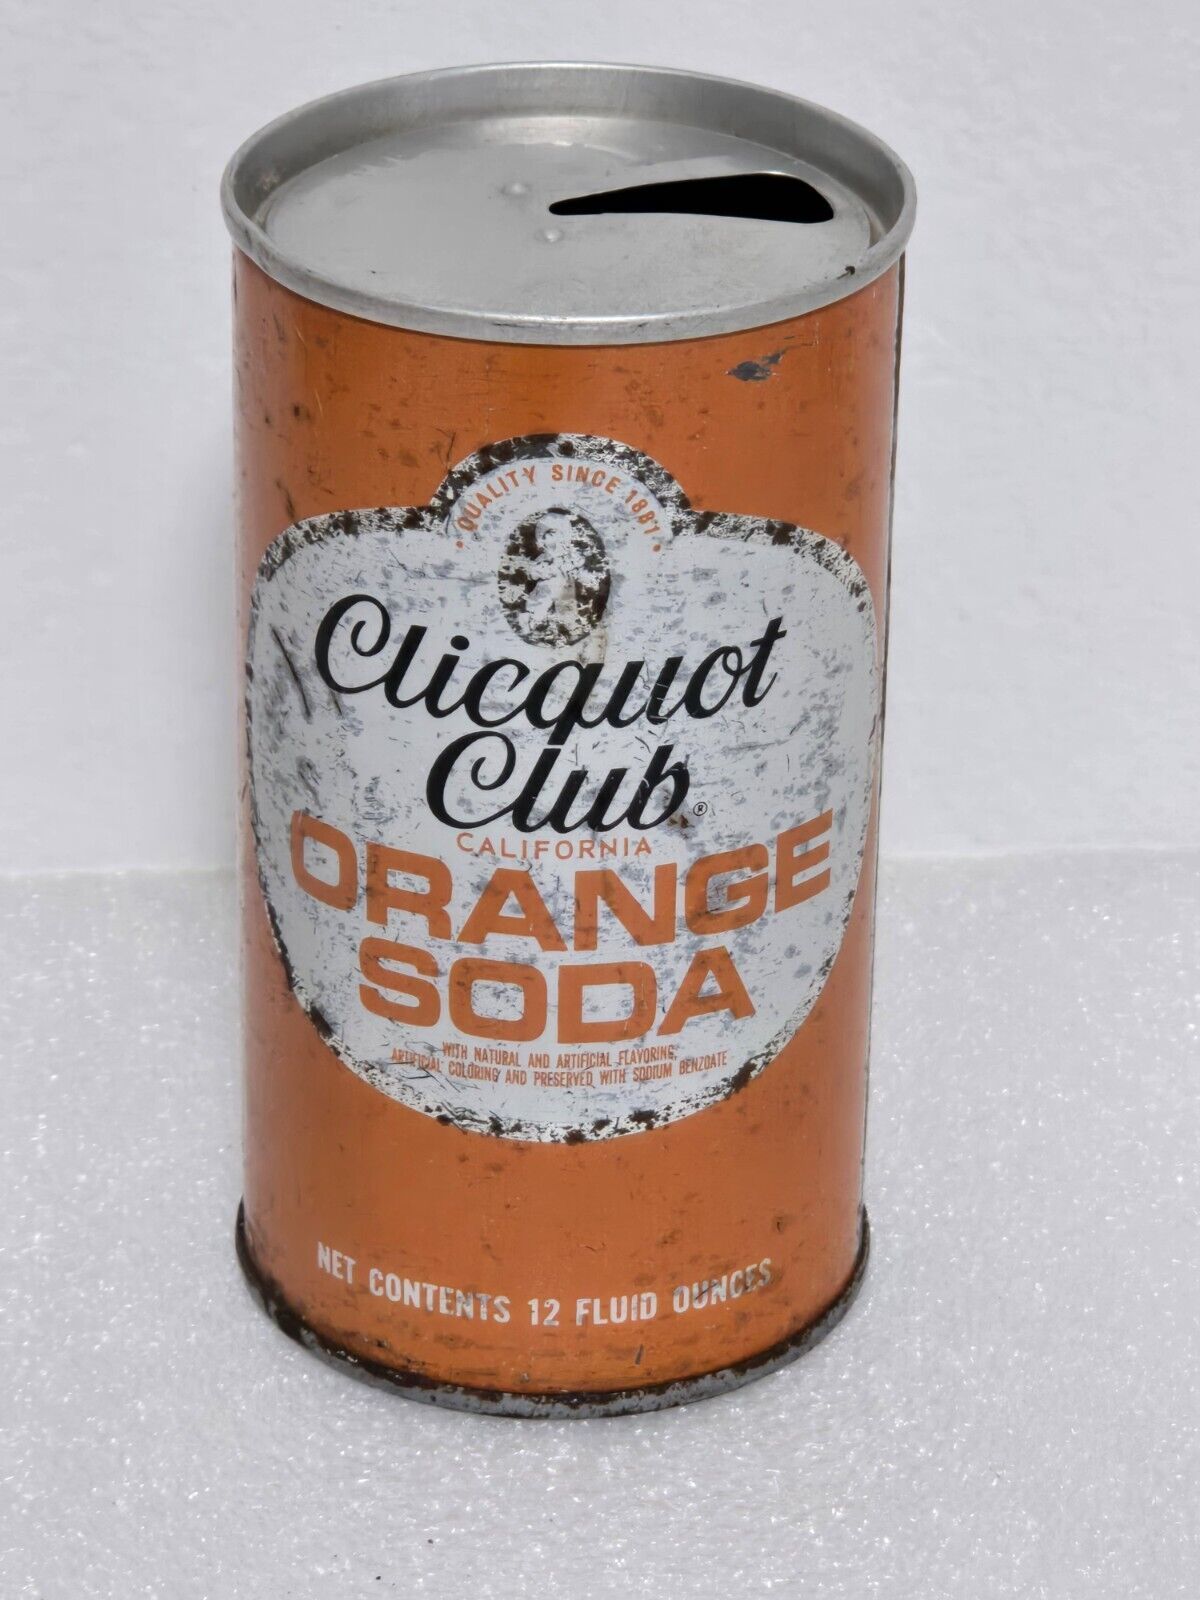 • QUALITY SINCE 1881 •
Clicquot
Club®
CALIFORNIA
ORANGE
SODA
WITH NATURAL AND ARTIFICIAL FLAVORING,
ARTIFICIAL COLORING AND PRESERVED WITH SODIUM BENZOATE
NET CONTENTS 12 FLUID OUNCES